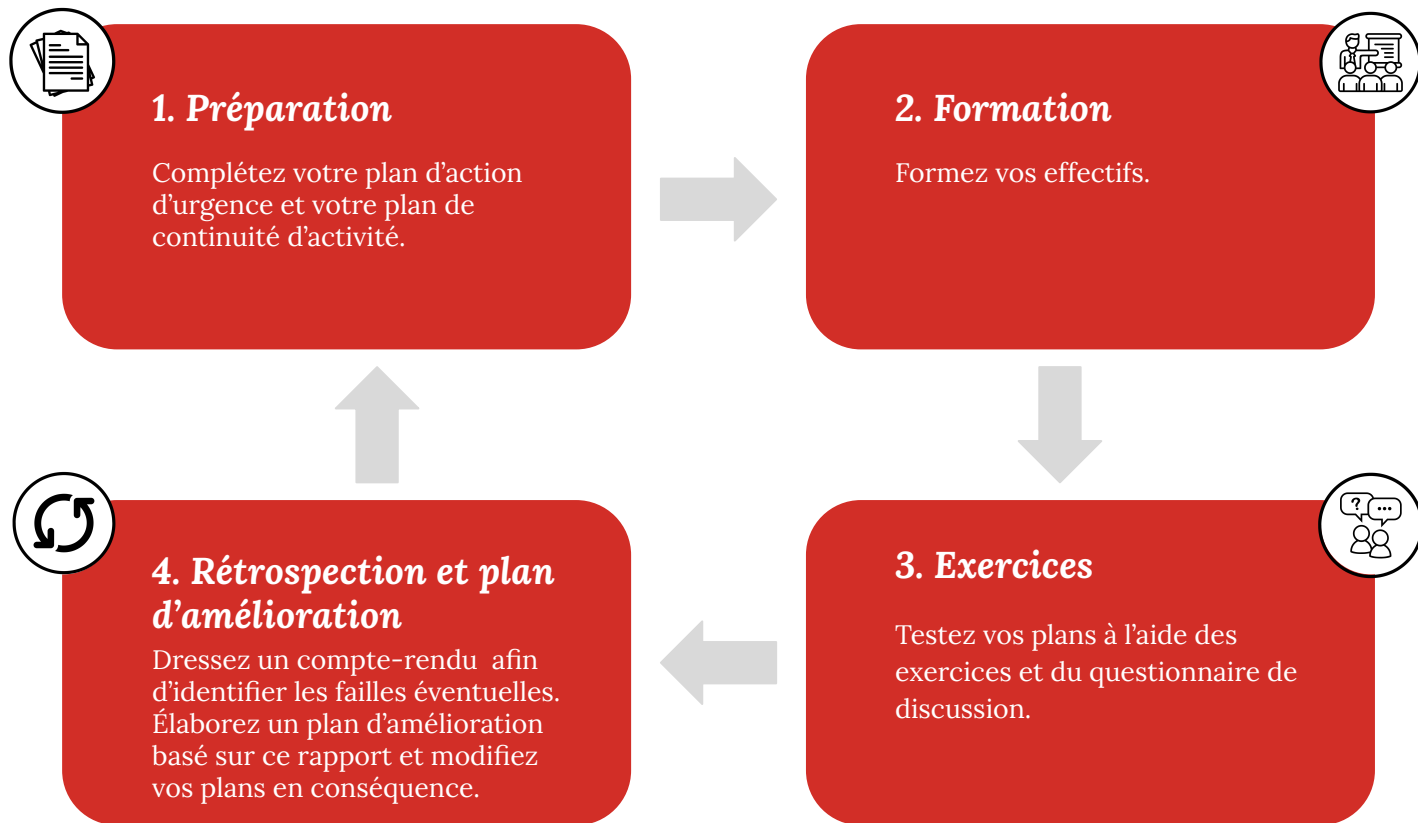 1. Préparation
Complétez votre plan d’action
d’urgence et votre plan de
continuité d’activité.
2. Formation
Formez vos effectifs.
3. Exercices
Testez vos plans à l’aide des
exercices et du questionnaire de
discussion.
4. Rétrospection et plan
d’amélioration
Dressez un compte-rendu  afin
d’identifier les failles éventuelles.
Élaborez un plan d’amélioration
basé sur ce rapport et modifiez
vos plans en conséquence.
? ...